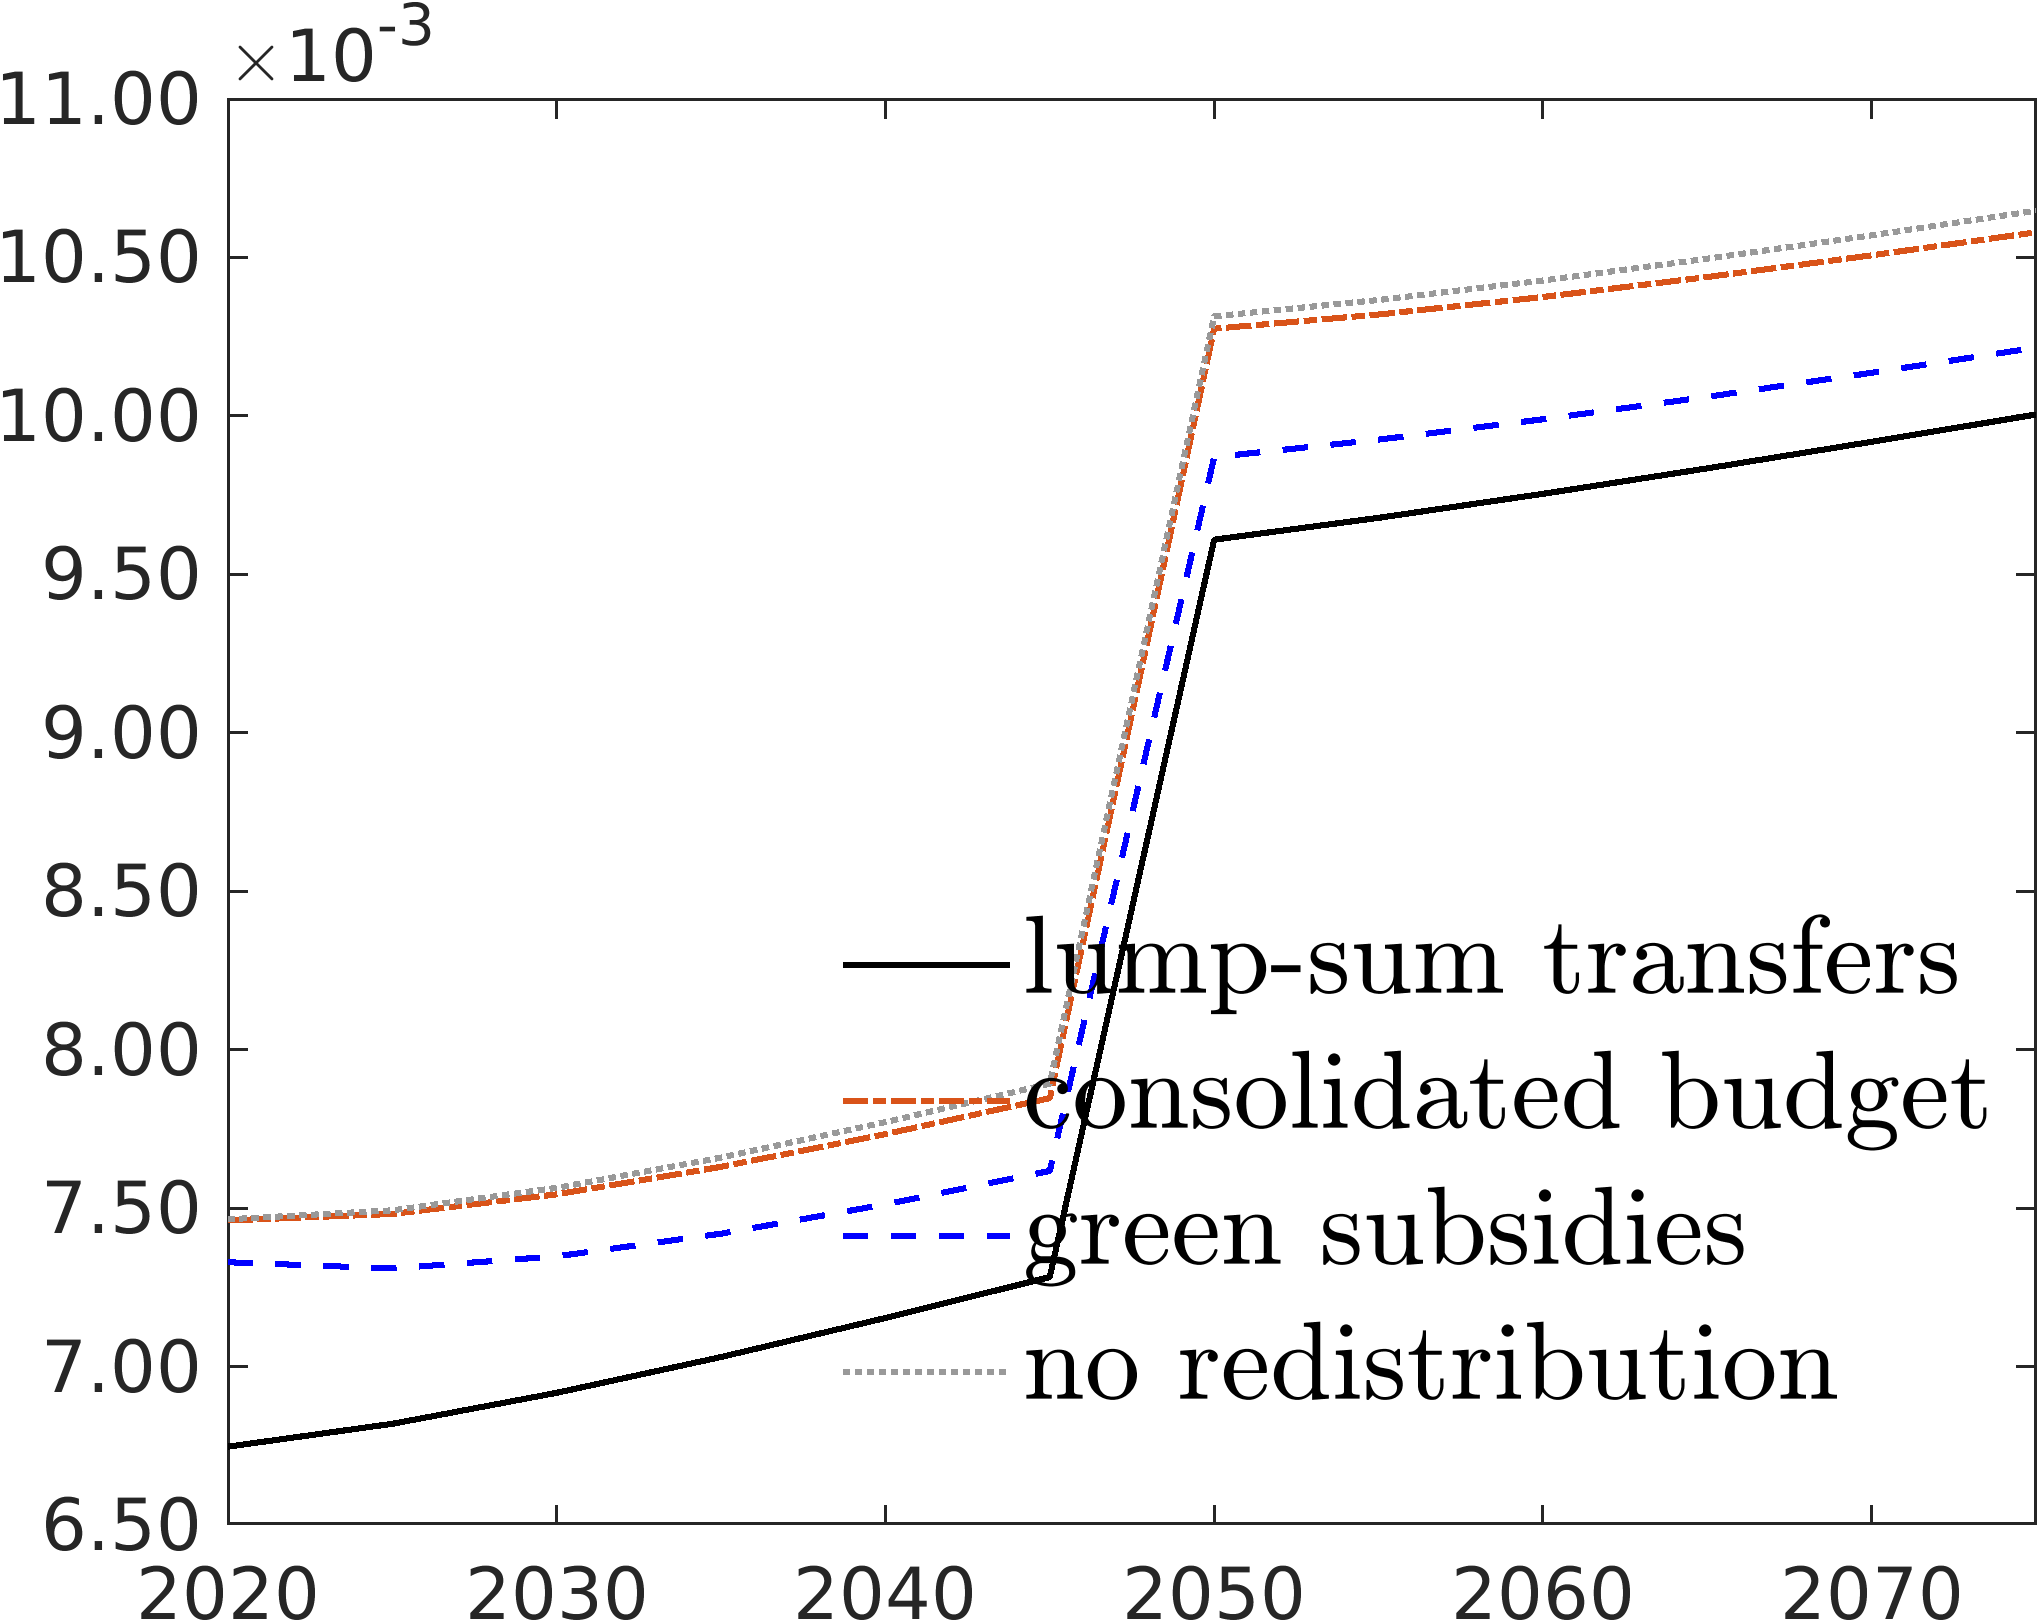 ×10-3
11.00
10.50
10.00
9.50
9.00
8.50
8.00
7.50
7.00
6.50
lump-sum transfers
consolidated budget
green subsidies
no redistribution
2020 2030 2040 2050 2060 2070